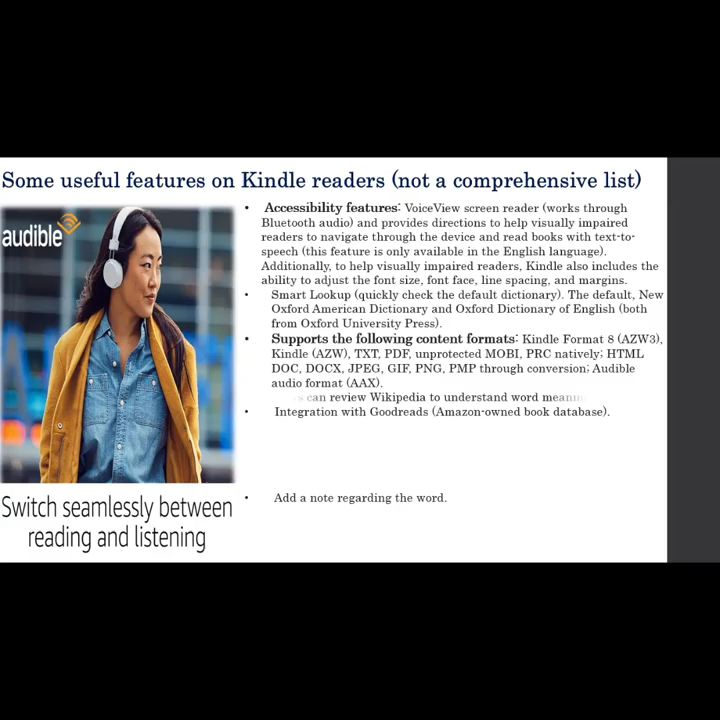 Some useful features on Kindle readers (not a comprehensive list)
audible
Switch seamlessly between
reading and listening
• Accessibility features: VoiceView screen reader (works through
Bluetooth audio) and provides directions to help visually impaired
readers to navigate through the device and read books with text-to-
speech (this feature is only available in the English language).
Additionally, to help visually impaired readers, Kindle also includes the
ability to adjust the font size, font face, line spacing, and margins.
• Smart Lookup (quickly check the default dictionary). The default, New
Oxford American Dictionary and Oxford Dictionary of English (both
from Oxford University Press).
• Supports the following content formats: Kindle Format 8 (AZW3),
Kindle (AZW), TXT, PDF, unprotected MOBI, PRC natively; HTML
DOC, DOCX, JPEG, GIF, PNG, PMP through conversion; Audible
audio format (AAX).
can review Wikipedia to understand word
• Integration with Goodreads (Amazon-owned book database).
• Add a note regarding the word.